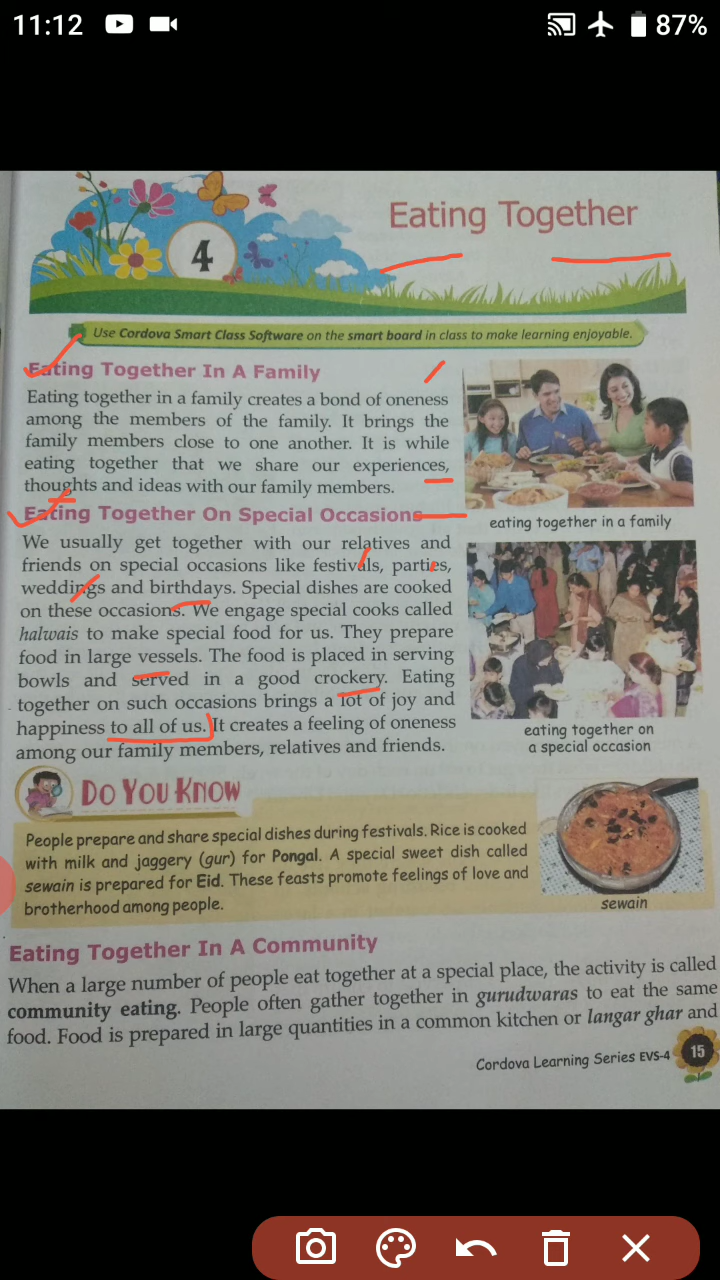 11:12
87%
Eating Together
4
Use Cordova Smart Class Software on the smart board in class to make learning enjoyable.
Eating Together In A Family
Eating together in a family creates a bond of oneness
among the members of the family. It brings the
family members close to one another. It is while
eating together that we share our experiences,
thoughts and ideas with our family members.
eating together in a family
Eating Together On Special Occasions
We usually get together with our relatives and
friends on special occasions like festivals, parties,
weddings and birthdays. Special dishes are cooked
on these occasions. We engage special cooks called
halwais to make special food for us. They prepare
food in large vessels. The food is placed in serving
bowls and served in a good crockery. Eating
together on such occasions brings a lot of joy and
happiness to all of us. It creates a feeling of oneness
among our family members, relatives and friends.
eating together on
a special occasion
DO YOU KNOW
People prepare and share special dishes during festivals. Rice is cooked
with milk and jaggery (gur) for Pongal. A special sweet dish called
sewain is prepared for Eid. These feasts promote feelings of love and
brotherhood among people.
sewain
Eating Together In A Community
When a large number of people eat together at a special place, the activity is called
community eating. People often gather together in gurudwaras to eat the same
food. Food is prepared in large quantities in a common kitchen or langar ghar and
Cordova Learning Series EVS-4
15